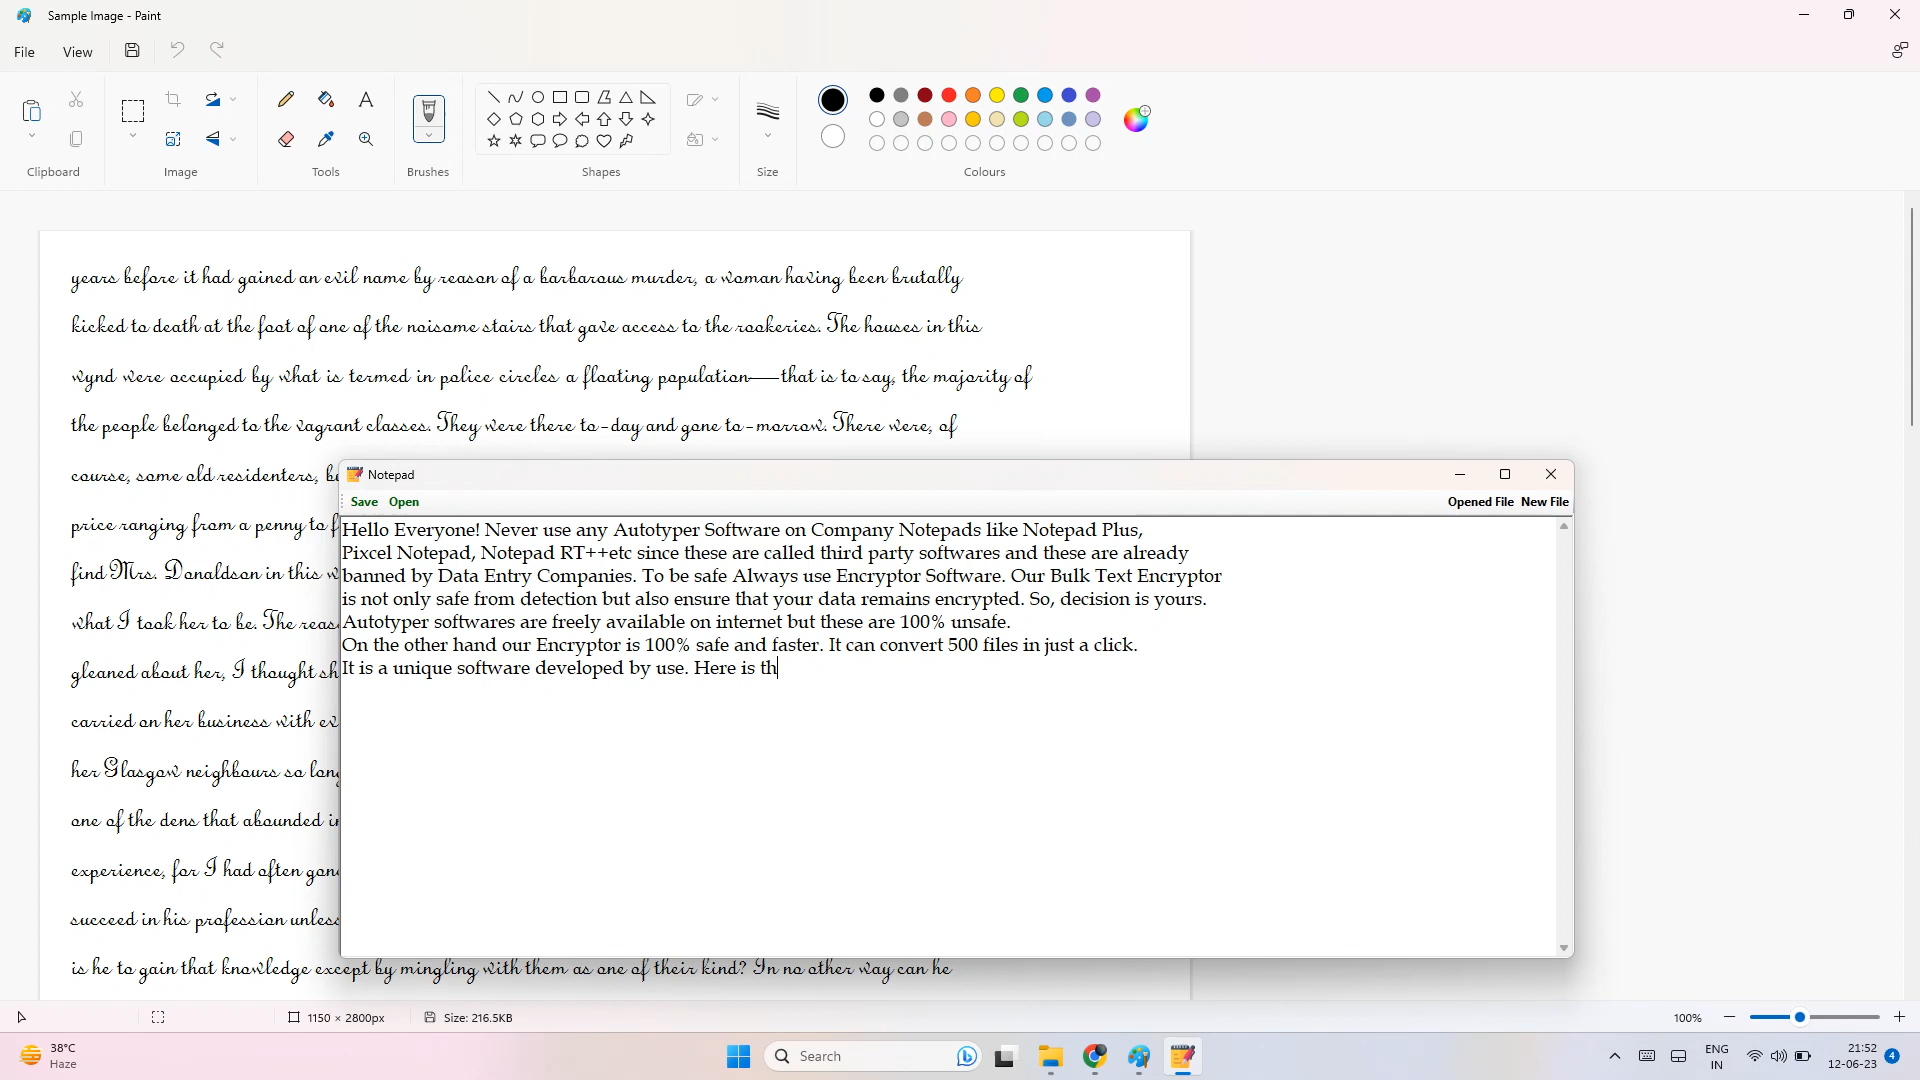 Sample Image - Paint
File View
Clipboard Image Tools Brushes Shapes Size Colours
years before it had gained an evil name by reason of a barbarous murder, a woman having been brutally
kicked to death at the foot of one of the noisome stairs that gave access to the rookeries. The houses in this
wynd were occupied by what is termed in police circles a floating population—that is to say, the majority of
the people belonged to the vagrant classes. They were there to-day and gone to-morrow. There were, of
course, some old residenters, b
price ranging from a penny to f
find Mrs. Donaldson in this w
what I took her to be. The reas
gleaned about her, I thought sh
carried on her business with ev
her Glasgow neighbours so long
one of the dens that abounded in
experience, for I had often gon
succeed in his profession unless
is he to gain that knowledge except by mingling with them as one of their kind? In no other way can he
Notepad
Save Open Opened File New File
Hello Everyone! Never use any Autotyper Software on Company Notepads like Notepad Plus,
Pixcel Notepad, Notepad RT++etc since these are called third party softwares and these are already
banned by Data Entry Companies. To be safe Always use Encryptor Software. Our Bulk Text Encryptor
is not only safe from detection but also ensure that your data remains encrypted. So, decision is yours.
Autotyper softwares are freely available on internet but these are 100% unsafe.
On the other hand our Encryptor is 100% safe and faster. It can convert 500 files in just a click.
It is a unique software developed by use. Here is th
1150 × 2800px Size: 216.5KB 100%
38°C
Haze
Search
ENG
IN
21:52
12-06-23
4